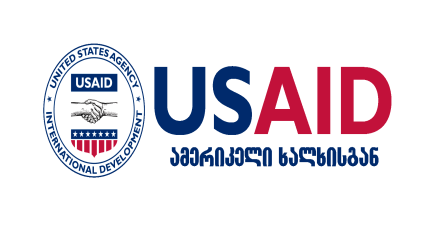 UNITED STATES AGENCY
USAID
INTERNATIONAL DEVELOPMENT
USAID
ამერიკელი ხალხისგან